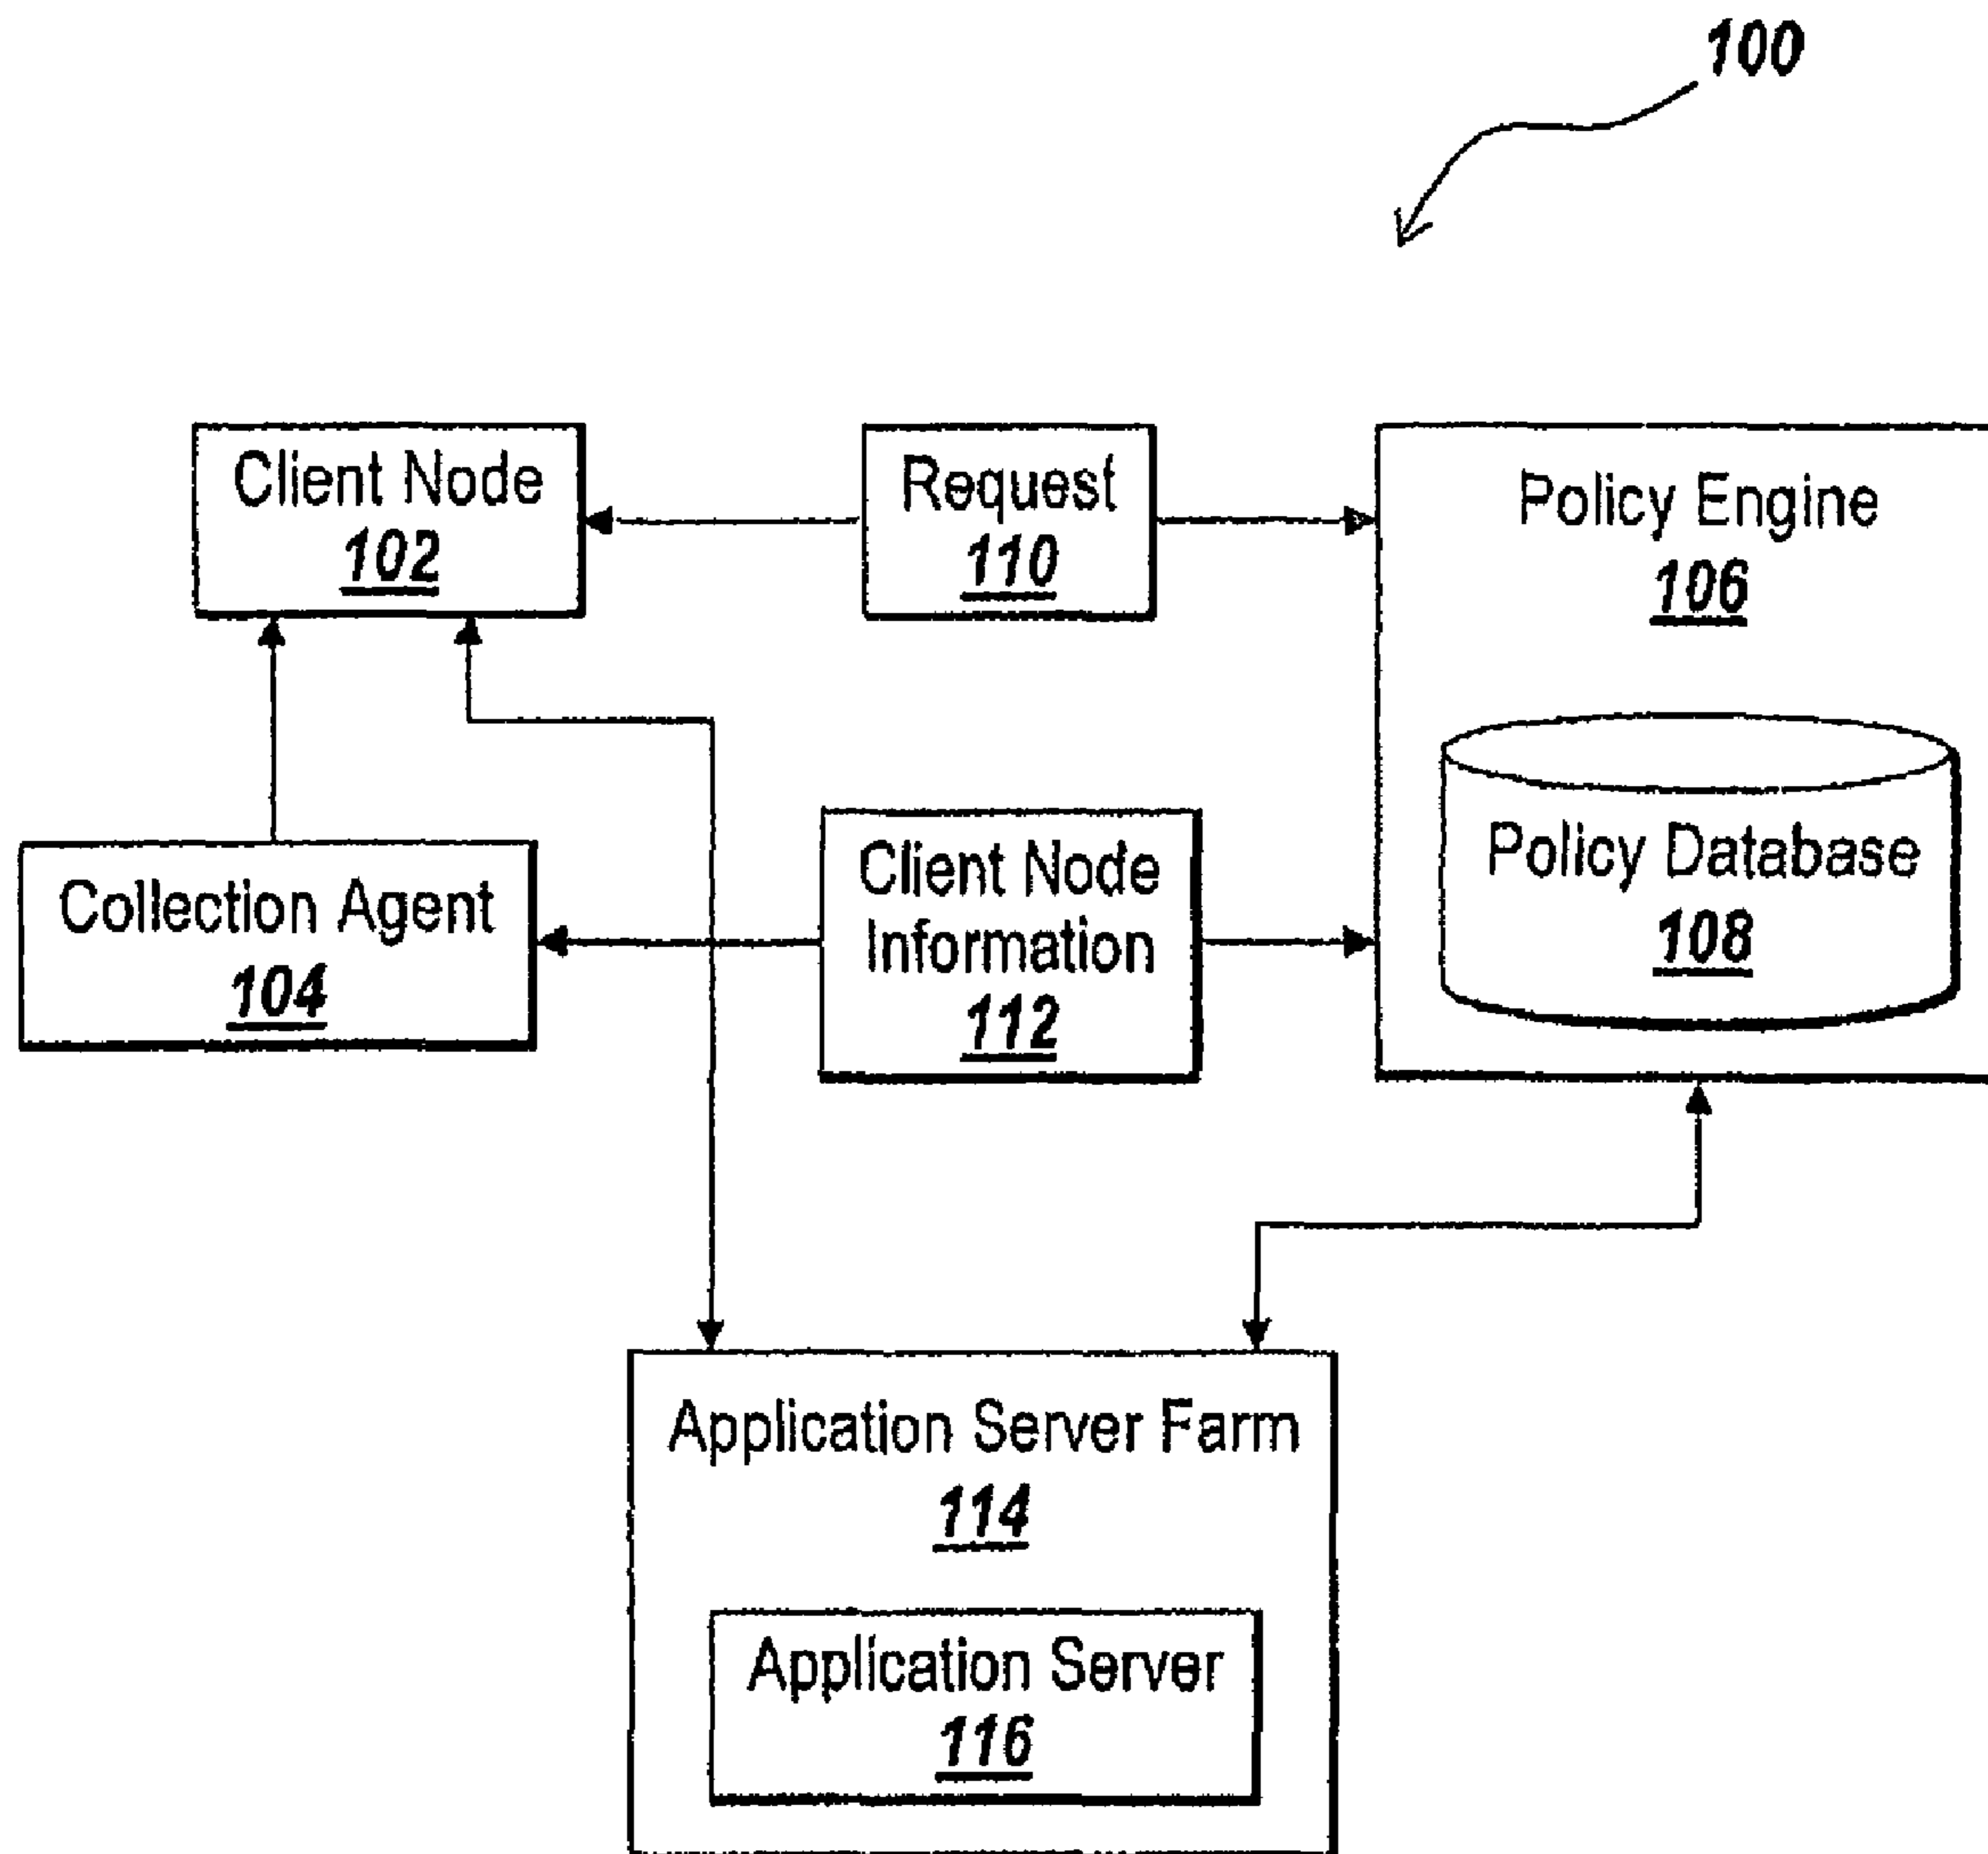 100
Client Node
102
Request
110
Policy Engine
106
Policy Database
108
Collection Agent
104
Client Node
Information
112
Application Server Farm
114
Application Server
116